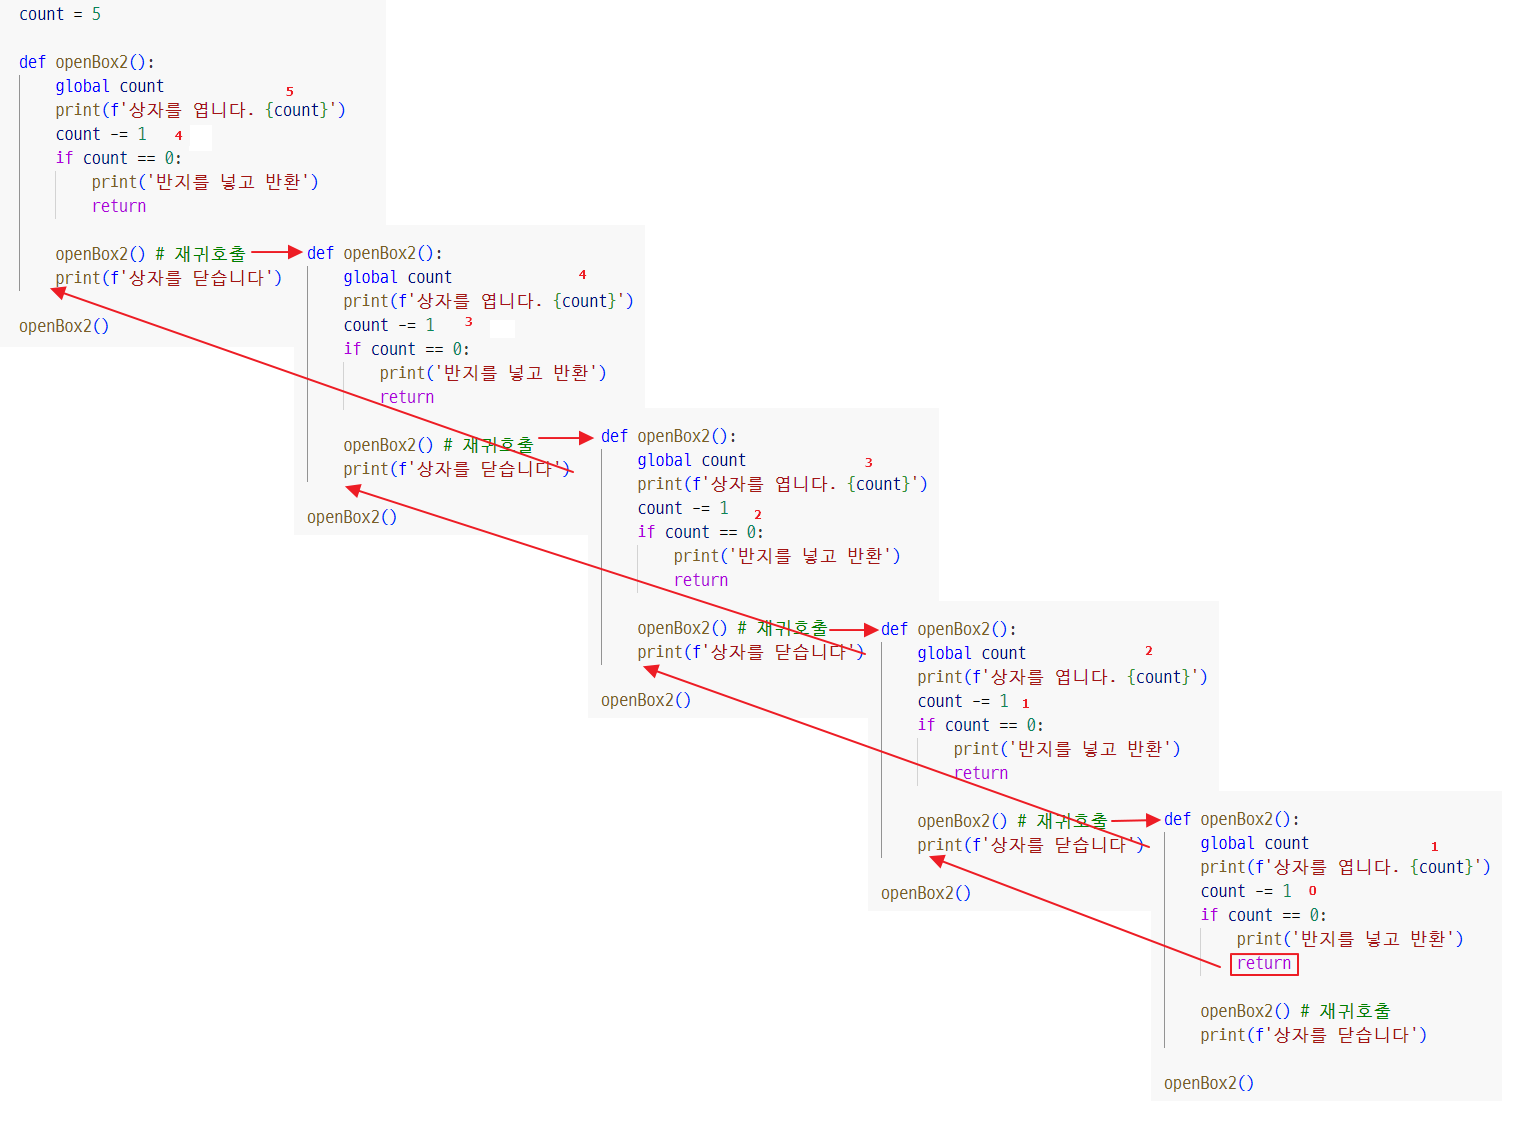 count = 5
def openBox2():
    global count
5
    print(f'상자를 엽니다. {count}')
    count -= 1
4
    if count == 0:
        print('반지를 넣고 반환')
        return
    openBox2() # 재귀호출
    print(f'상자를 닫습니다')
openBox2()
def openBox2():
    global count
4
    print(f'상자를 엽니다. {count}')
    count -= 1
3
    if count == 0:
        print('반지를 넣고 반환')
        return
    openBox2() # 재귀호출
    print(f'상자를 닫습니다')
openBox2()
def openBox2():
    global count
3
    print(f'상자를 엽니다. {count}')
    count -= 1
2
    if count == 0:
        print('반지를 넣고 반환')
        return
    openBox2() # 재귀호출
    print(f'상자를 닫습니다')
openBox2()
def openBox2():
    global count
2
    print(f'상자를 엽니다. {count}')
    count -= 1
1
    if count == 0:
        print('반지를 넣고 반환')
        return
    openBox2() # 재귀호출
    print(f'상자를 닫습니다')
openBox2()
def openBox2():
    global count
1
    print(f'상자를 엽니다. {count}')
    count -= 1
0
    if count == 0:
        print('반지를 넣고 반환')
        return
    openBox2() # 재귀호출
    print(f'상자를 닫습니다')
openBox2()